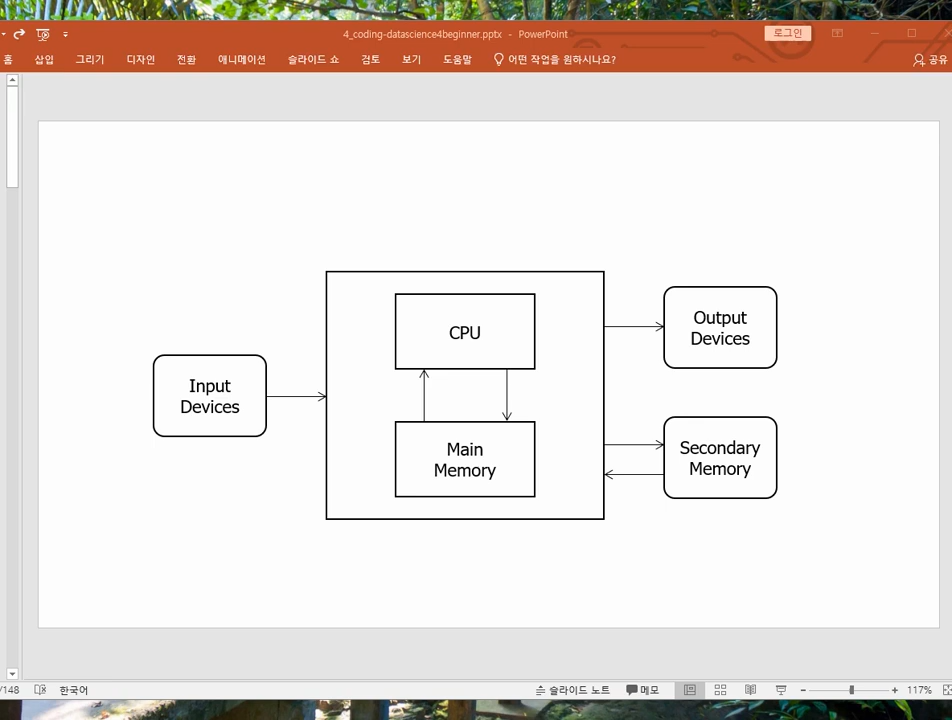 4_coding-datascience4beginner.pptx - PowerPoint
로그인
홈 삽입 그리기 디자인 전환 애니메이션 슬라이드 쇼 검토 보기 도움말 어떤 작업을 원하시나요? 공유
CPU
Output
Devices
Input
Devices
Main
Memory
Secondary
Memory
/148 한국어 슬라이드 노트 메모 117%